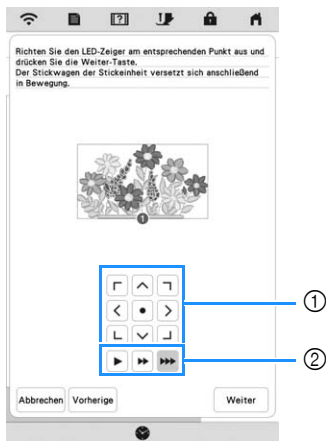 Richten Sie den LED-Zeiger am entsprechenden Punkt aus und
drücken Sie die Weiter-Taste.
Der Stickwagen der Stickeinheit versetzt sich anschließend
in Bewegung.
1
①
②
Abbrechen Vorherige Weiter